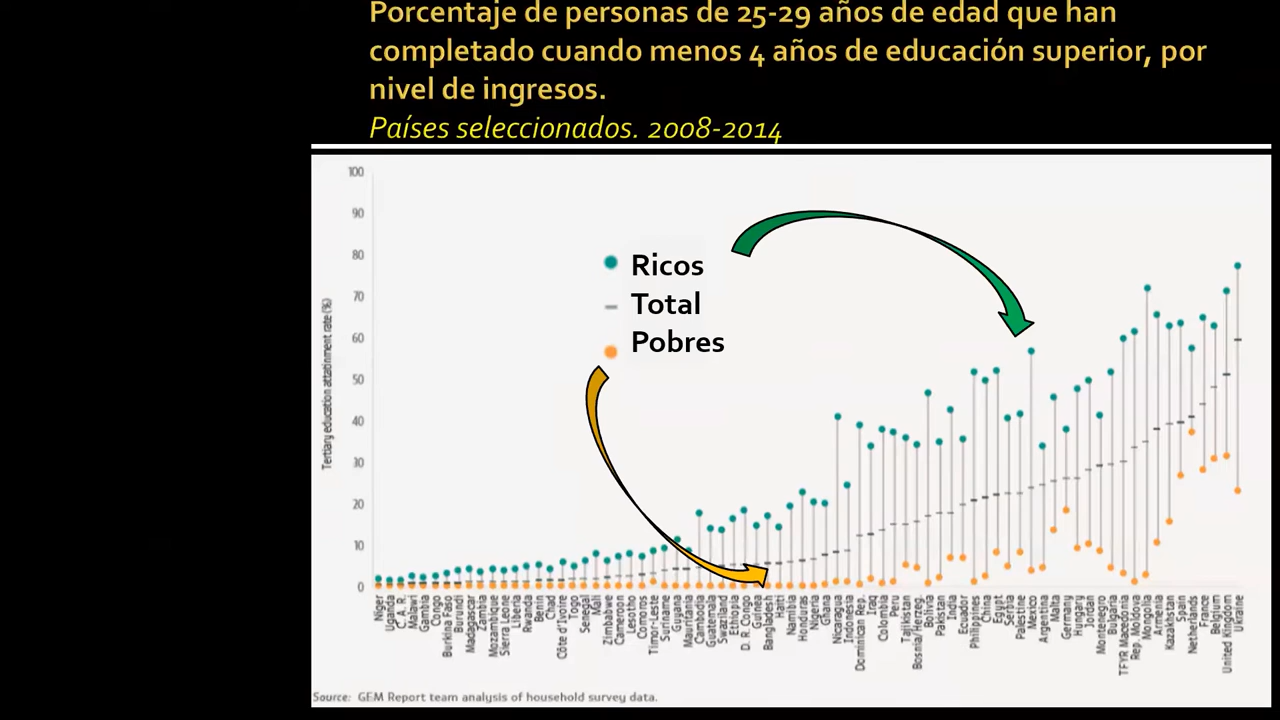 Porcentaje de personas de 25-29 años de edad que han
completado cuando menos 4 años de educación superior, por
nivel de ingresos.
Países seleccionados. 2008-2014
Tertiary education attainment rate (%)
100
90
80
70
60
50
40
30
20
10
0
Ricos
Total
Pobres
Niger
Uganda
C. A. R.
Malawi
Gambia
Congo
Burkina Faso
Burundi
Madagascar
Zambia
Mozambique
Sierra Leone
Liberia
Rwanda
Benin
Chad
Côte d'Ivoire
Togo
Senegal
Mali
Zimbabwe
Cameroon
Lesotho
Comoros
Timor-Leste
Suriname
Guyana
Mauritania
Cambodia
Guatemala
Swaziland
Ethiopia
D. R. Congo
Guinea
Bangladesh
Haiti
Namibia
Honduras
Nigeria
Ghana
Nicaragua
Indonesia
Dominican Rep.
Iraq
Colombia
Peru
Tajikistan
Bosnia/Herzeg.
Bolivia
Pakistan
India
Ecuador
Philippines
China
Egypt
Serbia
Palestine
Mexico
Argentina
Malta
Germany
Hungary
Jordan
Montenegro
Bulgaria
TFYR Macedonia
Rep. Moldova
Mongolia
Armenia
Kazakhstan
Spain
Netherlands
France
Belgium
United Kingdom
Ukraine
Source: GEM Report team analysis of household survey data.